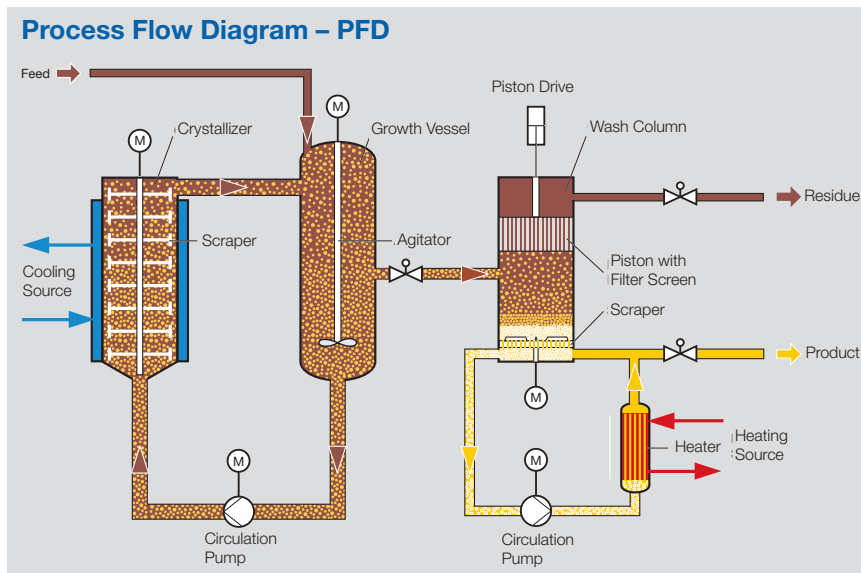 Process Flow Diagram – PFD
Feed
M
Crystallizer
M
Growth Vessel
Piston Drive
Wash Column
Residue
Scraper
Agitator
Cooling
Source
Piston with
Filter Screen
Scraper
Product
M
Heater
Heating
Source
M
M
Circulation
Pump
Circulation
Pump